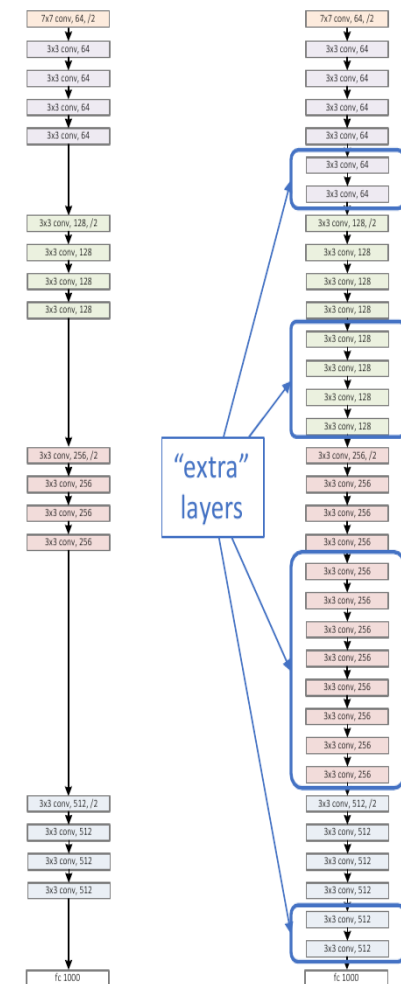 7x7 conv, 64, /2
3x3 conv, 64
3x3 conv, 64
3x3 conv, 64
3x3 conv, 64
3x3 conv, 128, /2
3x3 conv, 128
3x3 conv, 128
3x3 conv, 128
3x3 conv, 256, /2
3x3 conv, 256
3x3 conv, 256
3x3 conv, 256
3x3 conv, 512, /2
3x3 conv, 512
3x3 conv, 512
3x3 conv, 512
fc 1000
“extra”
layers
7x7 conv, 64, /2
3x3 conv, 64
3x3 conv, 64
3x3 conv, 64
3x3 conv, 64
3x3 conv, 64
3x3 conv, 64
3x3 conv, 128, /2
3x3 conv, 128
3x3 conv, 128
3x3 conv, 128
3x3 conv, 128
3x3 conv, 128
3x3 conv, 128
3x3 conv, 128
3x3 conv, 256, /2
3x3 conv, 256
3x3 conv, 256
3x3 conv, 256
3x3 conv, 256
3x3 conv, 256
3x3 conv, 256
3x3 conv, 256
3x3 conv, 256
3x3 conv, 256
3x3 conv, 256
3x3 conv, 256
3x3 conv, 512, /2
3x3 conv, 512
3x3 conv, 512
3x3 conv, 512
3x3 conv, 512
3x3 conv, 512
fc 1000